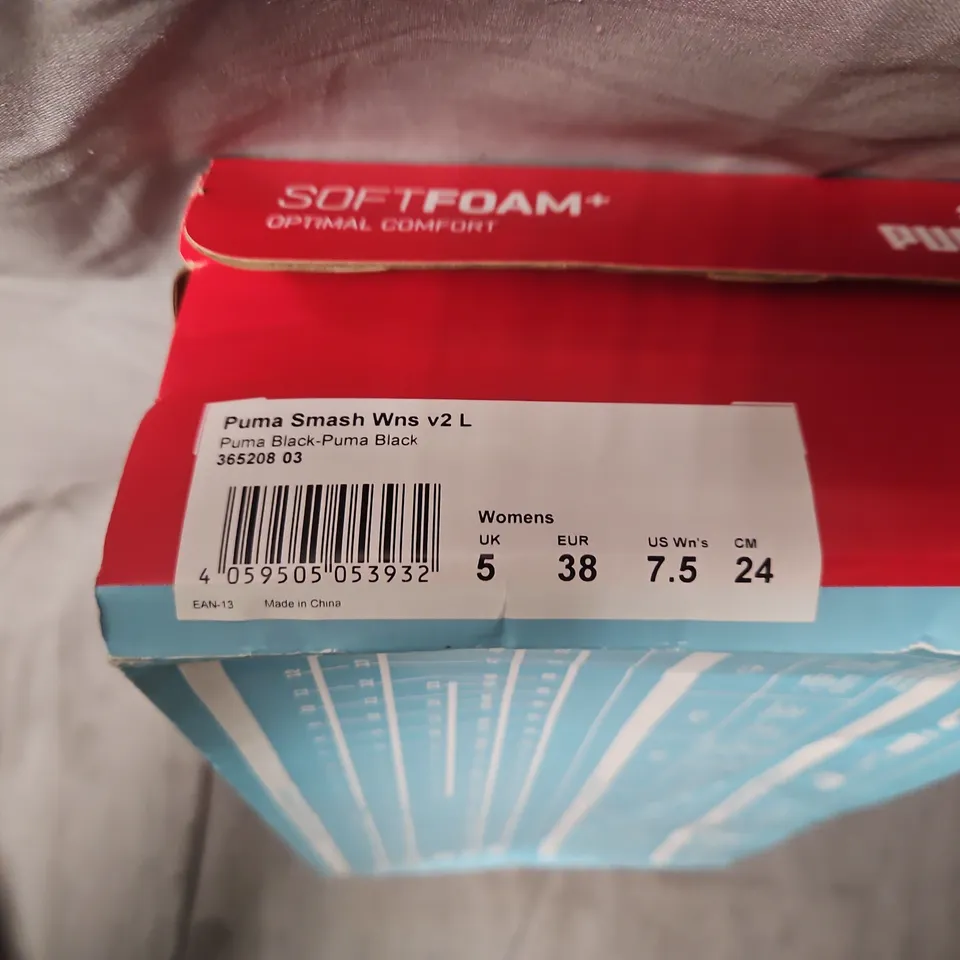 SOFTFOAM+
OPTIMAL COMFORT
Puma Smash Wns v2 L
Puma Black-Puma Black
365208 03
4 059505 053932
EAN-13 Made in China
Womens
UK EUR US Wn's CM
5 38 7.5 24